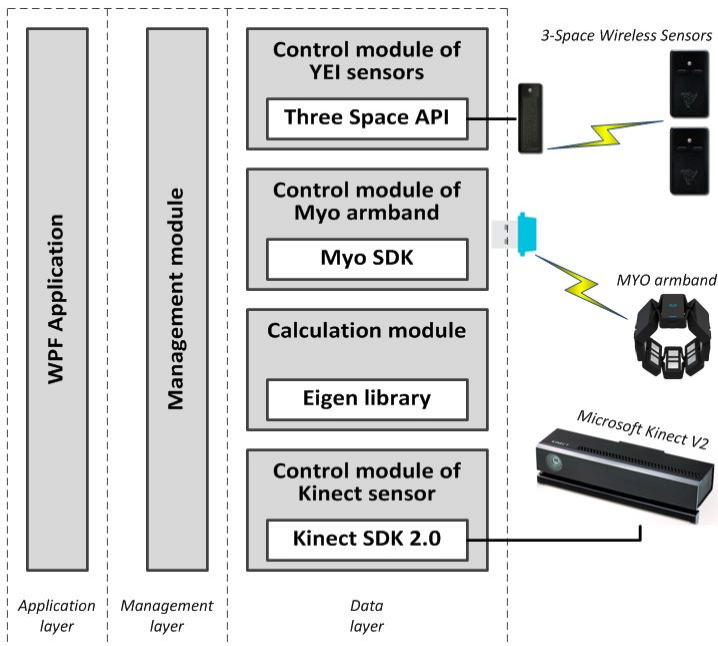 3-Space Wireless Sensors
Control module of
YEI sensors
Three Space API
Control module of
Myo armband
Myo SDK
MYO armband
Calculation module
Eigen library
Microsoft Kinect V2
KINECT
Control module of
Kinect sensor
Kinect SDK 2.0
WPF Application
Management module
Application
layer
Management
layer
Data
layer